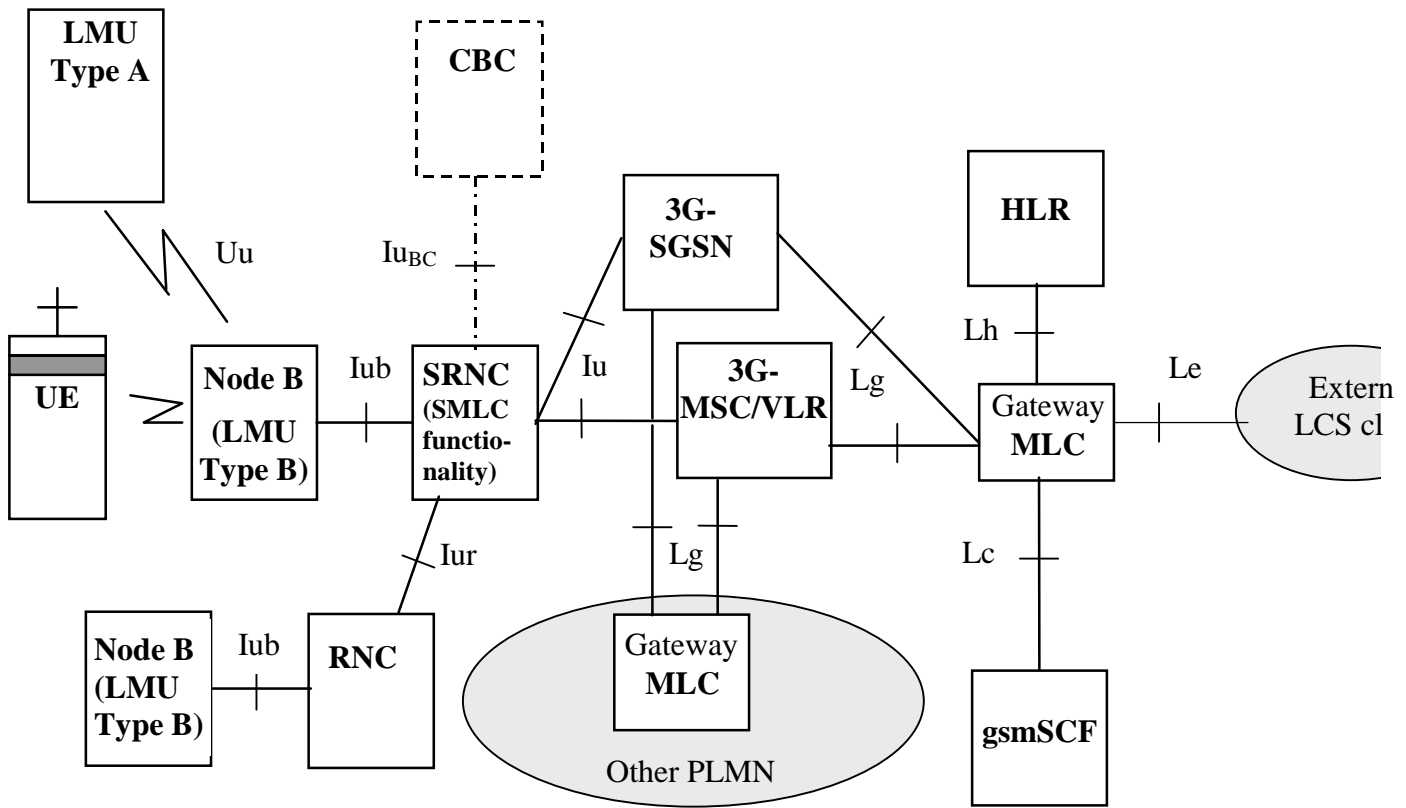 LMU
Type A
CBC
Uu
Iu_BC
3G-
SGSN
HLR
UE
Node B
(LMU
Type B)
Iub
SRNC
(SMLC
functio-
nality)
Iu
3G-
MSC/VLR
Lg
Lh
Gateway
MLC
Le
Extern
LCS cl
Iur
Lg
Lc
Node B
(LMU
Type B)
Iub
RNC
Gateway
MLC
Other PLMN
gsmSCF